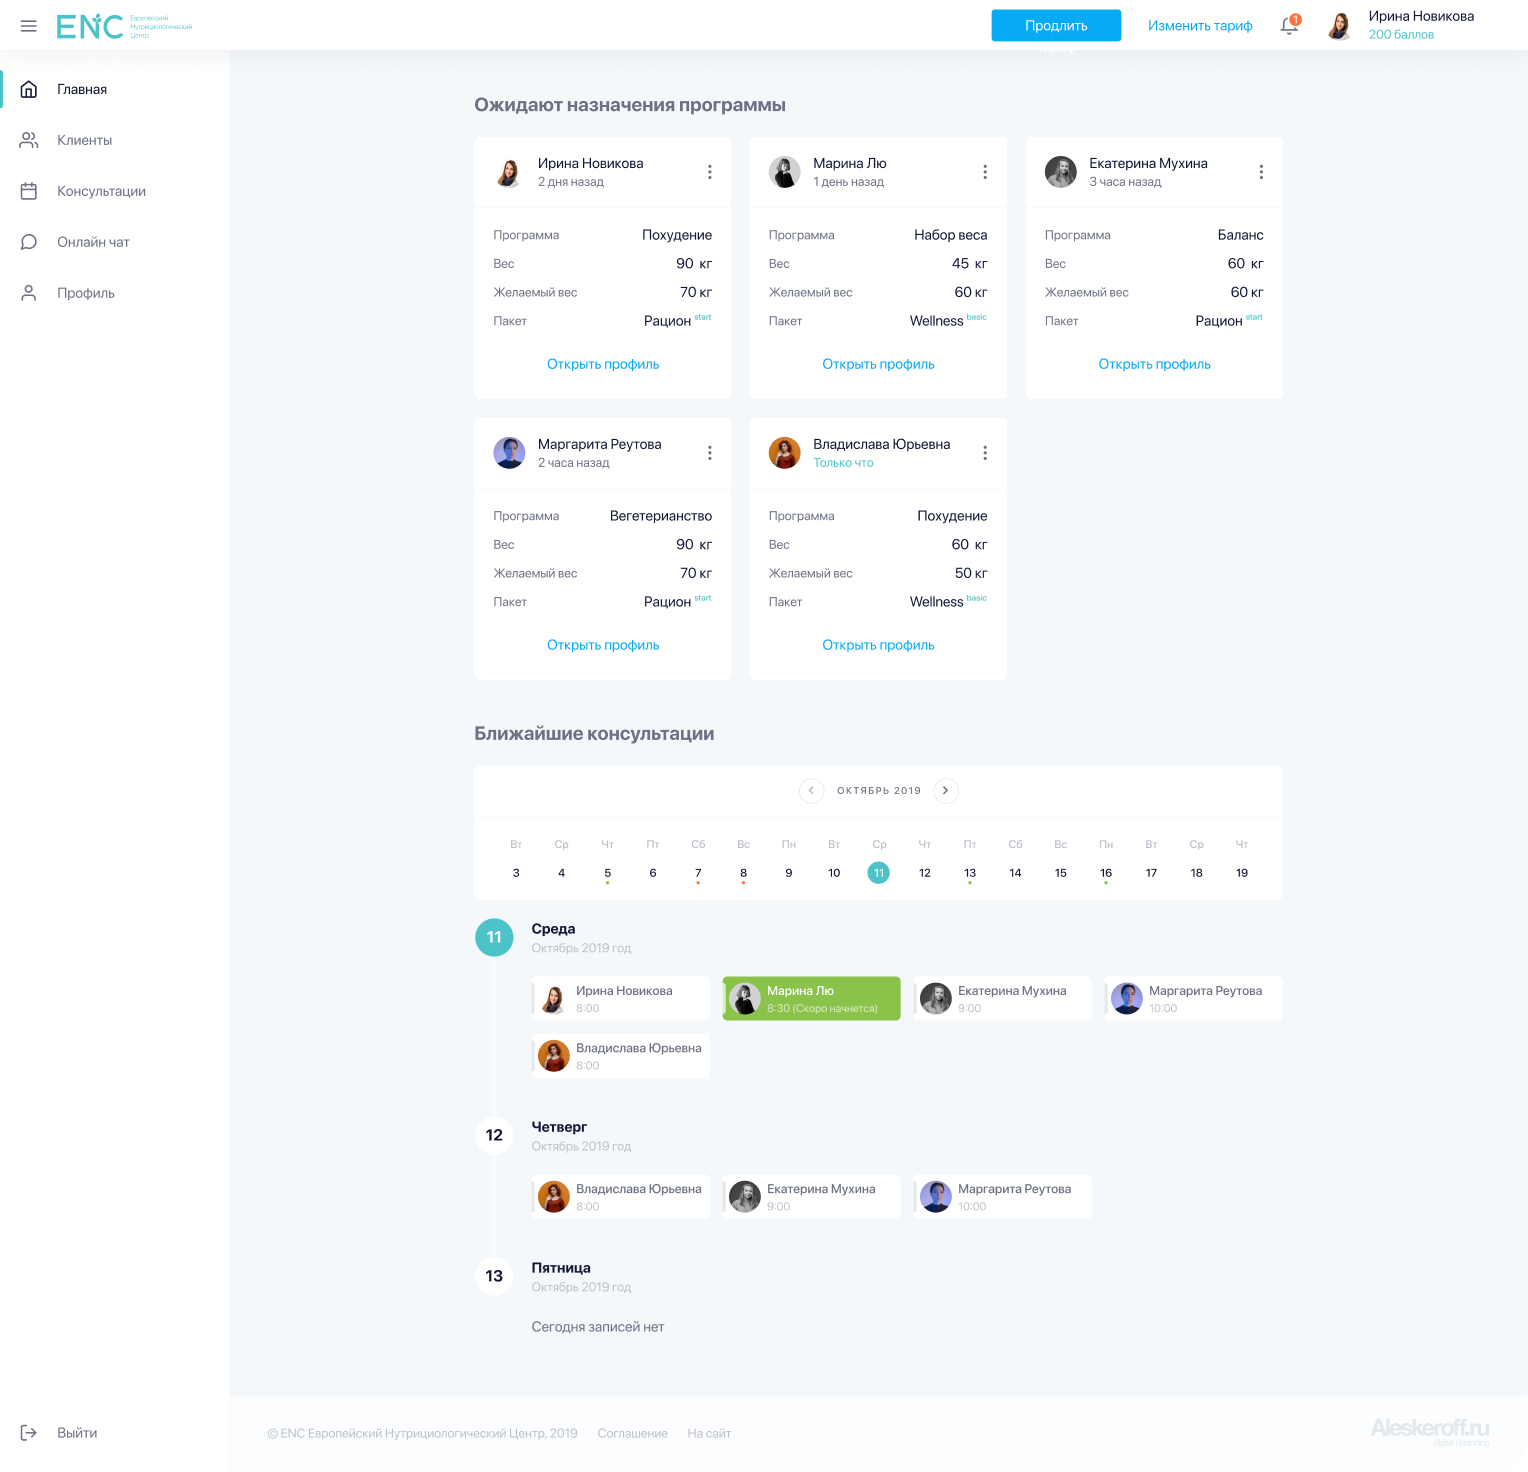 ENC
Европейский
Нутрициологический
Центр
Продлить
Изменить тариф
1
Ирина Новикова
200 баллов
Главная
Клиенты
Консультации
Онлайн чат
Профиль
Выйти
Ожидают назначения программы
Ирина Новикова
2 дня назад
Программа Похудение
Вес 90 кг
Желаемый вес 70 кг
Пакет Рацион start
Открыть профиль
Марина Лю
1 день назад
Программа Набор веса
Вес 45 кг
Желаемый вес 60 кг
Пакет Wellness basic
Открыть профиль
Екатерина Мухина
3 часа назад
Программа Баланс
Вес 60 кг
Желаемый вес 60 кг
Пакет Рацион start
Открыть профиль
Маргарита Реутова
2 часа назад
Программа Вегетерианство
Вес 90 кг
Желаемый вес 70 кг
Пакет Рацион start
Открыть профиль
Владислава Юрьевна
Только что
Программа Похудение
Вес 60 кг
Желаемый вес 50 кг
Пакет Wellness basic
Открыть профиль
Ближайшие консультации
ОКТЯБРЬ 2019
Вт Ср Чт Пт Сб Вс Пн Вт Ср Чт Пт Сб Вс Пн Вт Ср Чт
3 4 5 6 7 8 9 10 11 12 13 14 15 16 17 18 19
11
Среда
Октябрь 2019 год
Ирина Новикова
8:00
Марина Лю
8:30 (Скоро начнется)
Екатерина Мухина
9:00
Маргарита Реутова
10:00
Владислава Юрьевна
8:00
12
Четверг
Октябрь 2019 год
Владислава Юрьевна
8:00
Екатерина Мухина
9:00
Маргарита Реутова
10:00
13
Пятница
Октябрь 2019 год
Сегодня записей нет
© ENC Европейский Нутрициологический Центр, 2019 Соглашение На сайт
Aleskeroff.ru
digital | branding